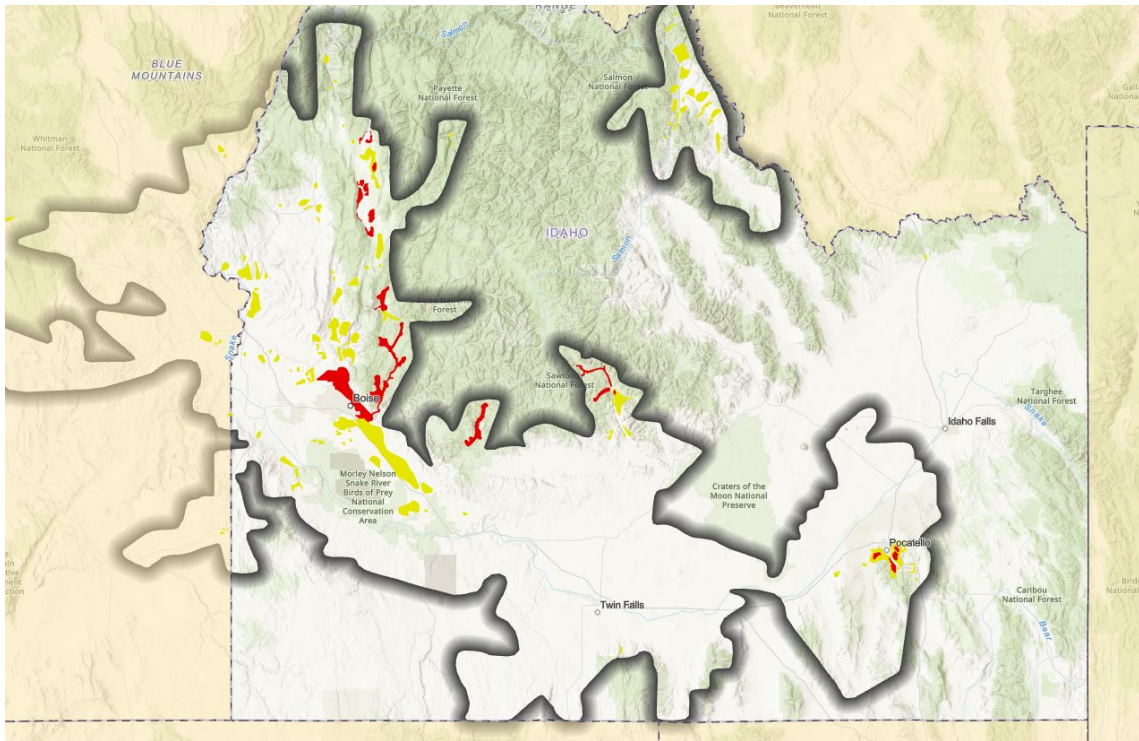 RANGE
Beaverhead
National Forest
Salmon
BLUE
MOUNTAINS
Payette
National Forest
Salmon
National Forest
Whitman
National Forest
IDAHO
Salmon
Forest
Snake
Sawtooth
National Forest
Boise
Targhee
National Forest
Snake
Idaho Falls
Morley Nelson
Snake River
Birds of Prey
National
Conservation
Area
Craters of the
Moon National
Preserve
Pocatello
Caribou
National Forest
Twin Falls
Bear